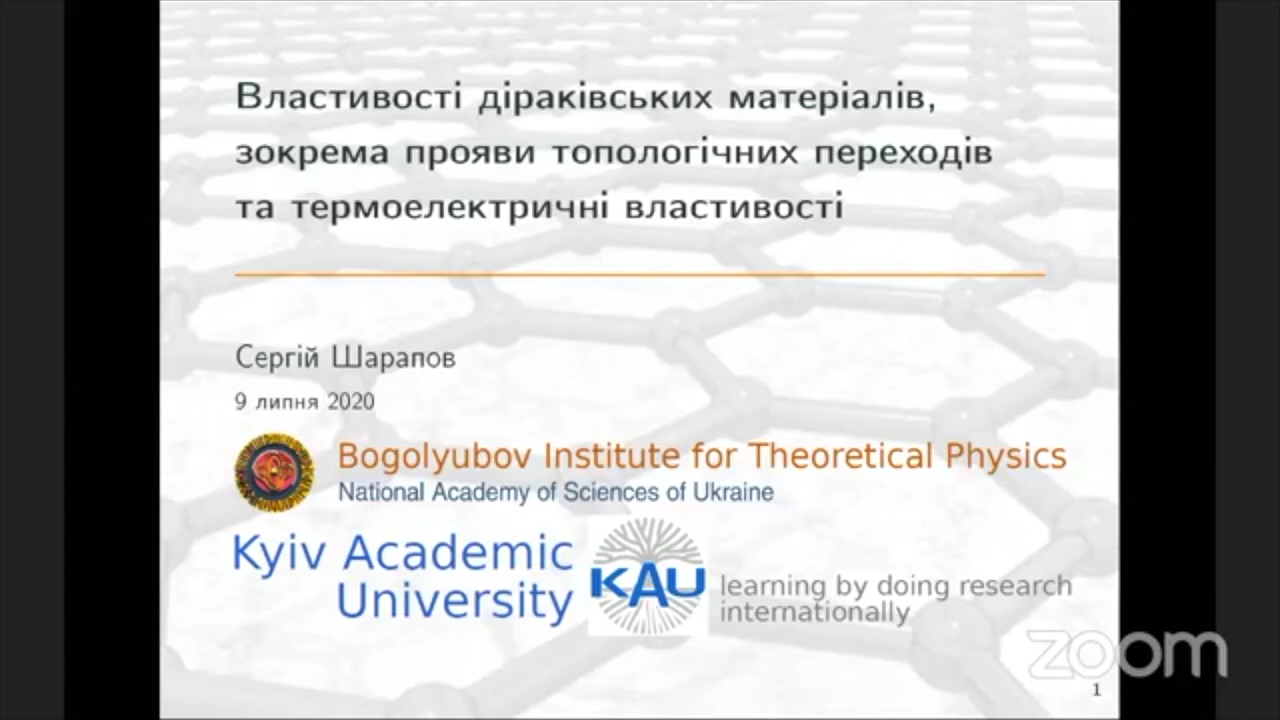 Властивості діраківських матеріалів,
зокрема прояви топологічних переходів
та термоелектричні властивості
Сергій Шарапов
9 липня 2020
Bogolyubov Institute for Theoretical Physics
National Academy of Sciences of Ukraine
Kyiv Academic
University
KAU
learning by doing research
internationally
zoom
1